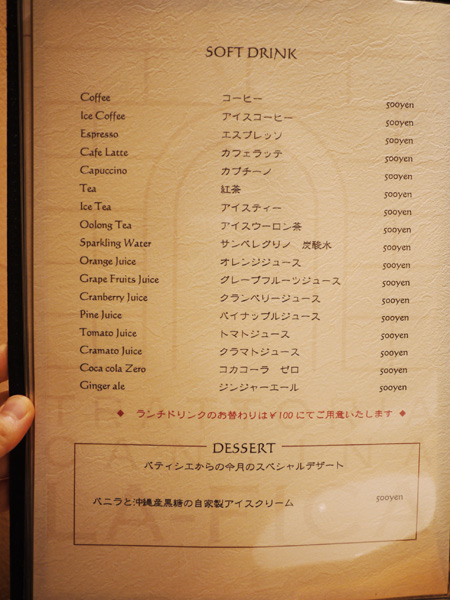 SOFT DRINK
Coffee コーヒー 500yen
Ice Coffee アイスコーヒー 500yen
Espresso エスプレッソ 500yen
Cafe Latte カフェラッテ 500yen
Capuccino カプチーノ 500yen
Tea 紅茶 500yen
Ice Tea アイスティー 500yen
Oolong Tea アイスウーロン茶 500yen
Sparkling Water サンペレグリノ 炭酸水 500yen
Orange Juice オレンジジュース 500yen
Grape Fruits Juice グレープフルーツジュース 500yen
Cranberry Juice クランベリージュース 500yen
Pine Juice パイナップルジュース 500yen
Tomato Juice トマトジュース 500yen
Cramato Juice クラマトジュース 500yen
Coca cola Zero コカコーラ ゼロ 500yen
Ginger ale ジンジャーエール 500yen
◆ ランチドリンクのお替わりは¥100にてご用意いたします ◆
DESSERT
パティシエからの今月のスペシャルデザート
バニラと沖縄産黒糖の自家製アイスクリーム 500yen